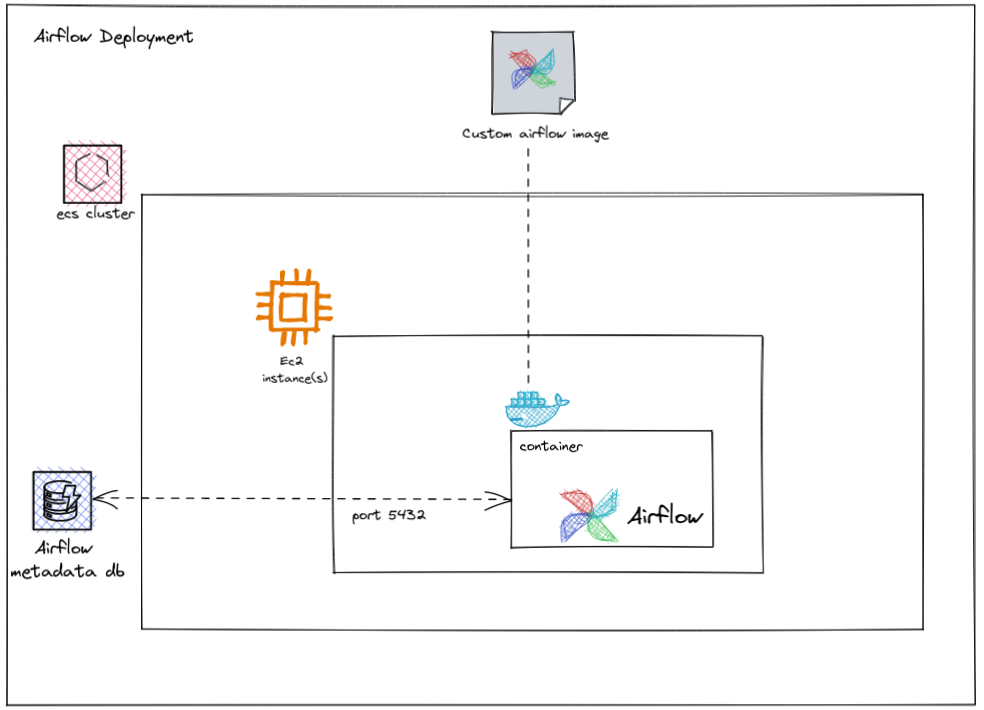 Airflow Deployment
Custom airflow image
ecs cluster
Ec2
instance(s)
container
Airflow
port 5432
Airflow
metadata db